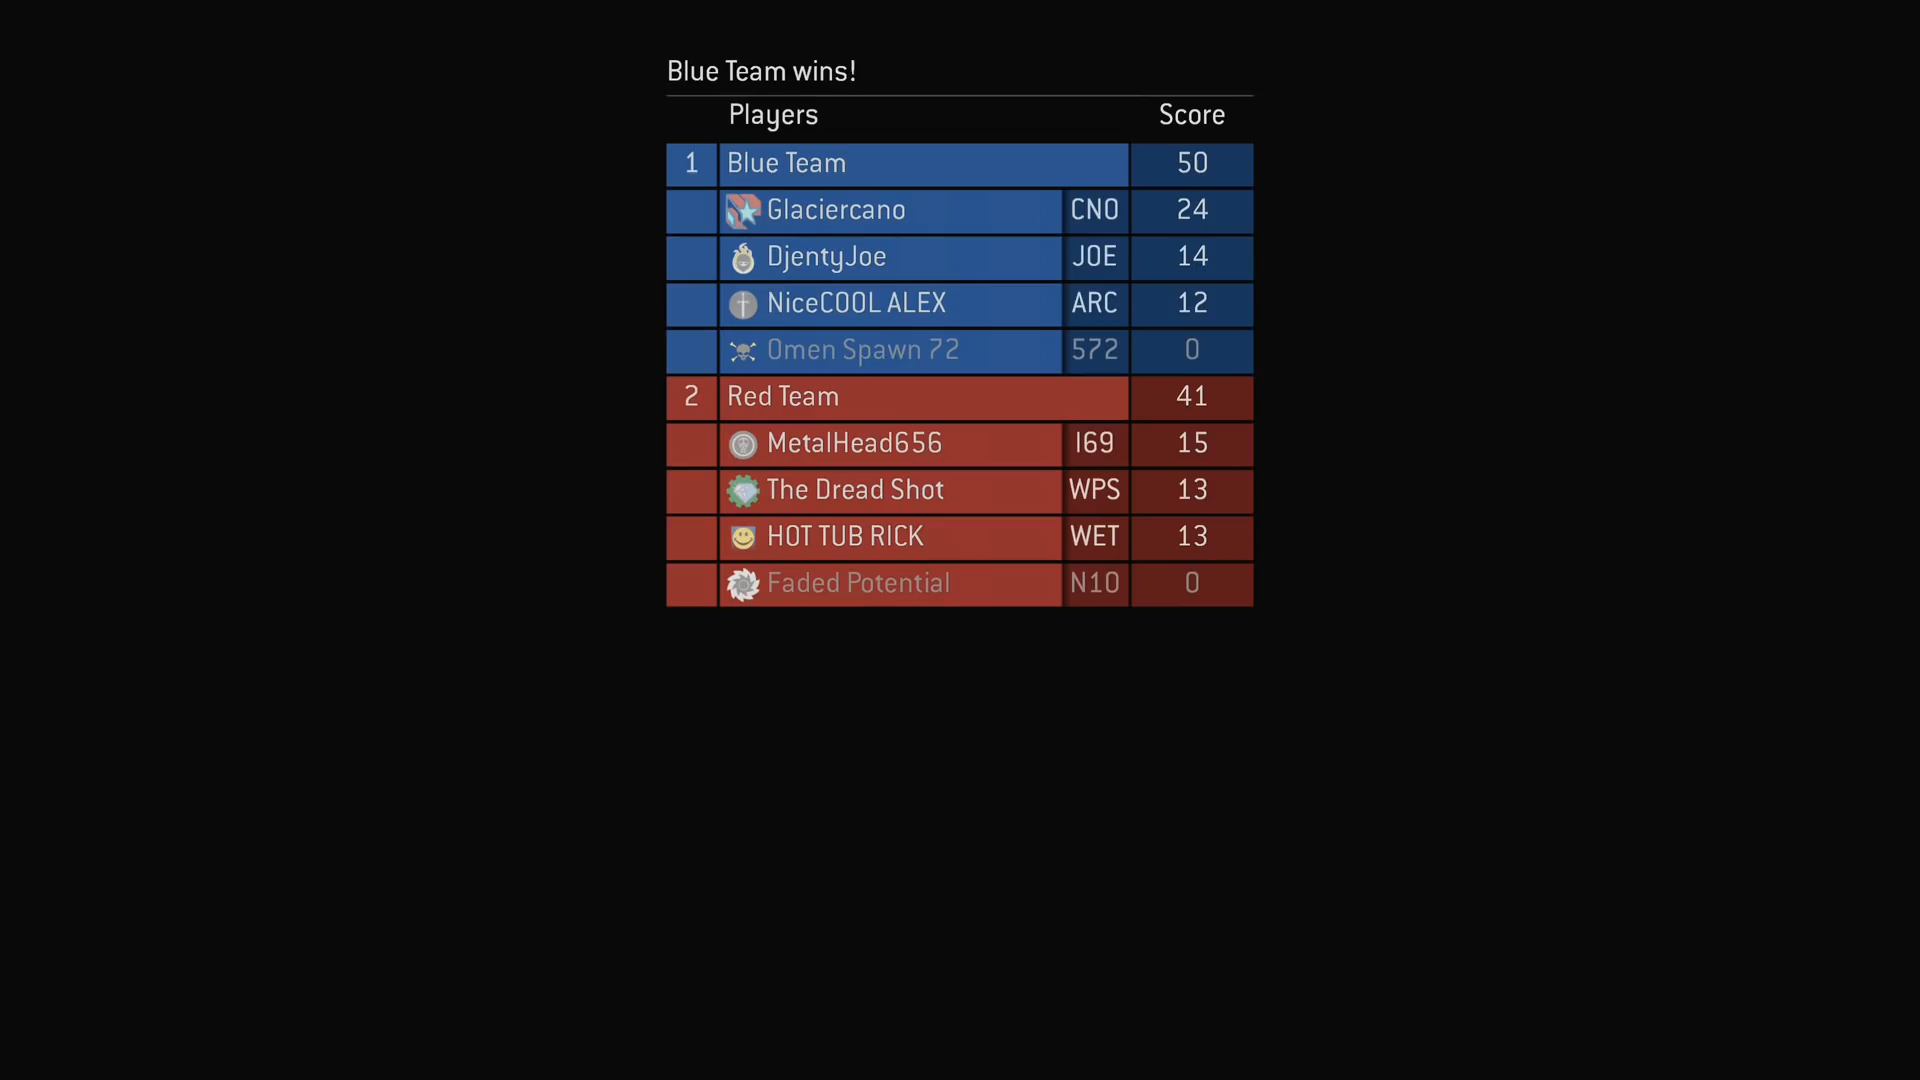 Blue Team wins!
Players Score
1 Blue Team 50
Glaciercano CNO 24
DjentyJoe JOE 14
NiceCOOL ALEX ARC 12
Omen Spawn 72 572 0
2 Red Team 41
MetalHead656 I69 15
The Dread Shot WPS 13
HOT TUB RICK WET 13
Faded Potential N10 0